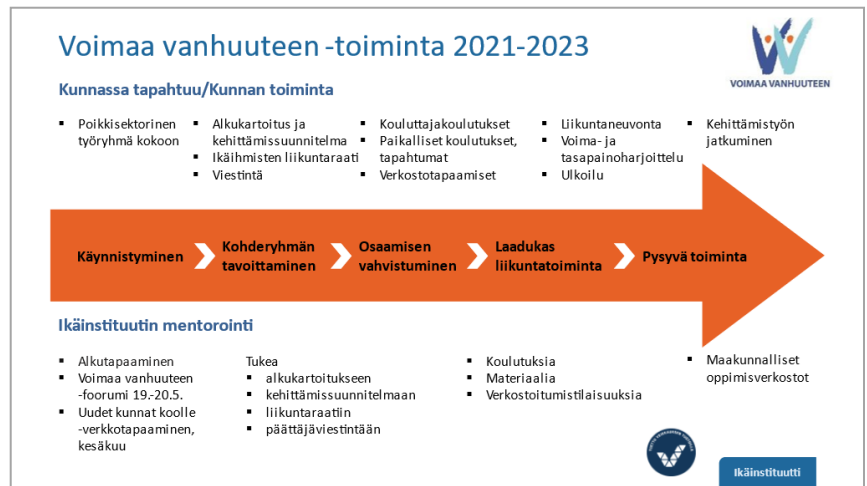 Voimaa vanhuuteen -toiminta 2021-2023
VOIMAA VANHUUTEEN
Kunnassa tapahtuu/Kunnan toiminta
▪ Poikkisektorinen
työryhmä kokoon
▪ Alkukartoitus ja
kehittämissuunnitelma
▪ Ikäihmisten liikuntaraati
▪ Viestintä
▪ Kouluttajakoulutukset
▪ Paikalliset koulutukset,
tapahtumat
▪ Verkostotapaamiset
▪ Liikuntaneuvonta
▪ Voima- ja
tasapainoharjoittelu
▪ Ulkoilu
▪ Kehittämistyön
jatkuminen
Käynnistyminen
Kohderyhmän
tavoittaminen
Osaamisen
vahvistuminen
Laadukas
liikuntatoiminta
Pysyvä toiminta
Ikäinstituutin mentorointi
▪ Alkutapaaminen
▪ Voimaa vanhuuteen
-foorumi 19.-20.5.
▪ Uudet kunnat koolle
-verkkotapaaminen,
kesäkuu
Tukea
▪ alkukartoitukseen
▪ kehittämissuunnitelmaan
▪ liikuntaraatiin
▪ päättäjäviestintään
▪ Koulutuksia
▪ Materiaalia
▪ Verkostoitumistilaisuuksia
▪ Maakunnalliset
oppimisverkostot
Ikäinstituutti